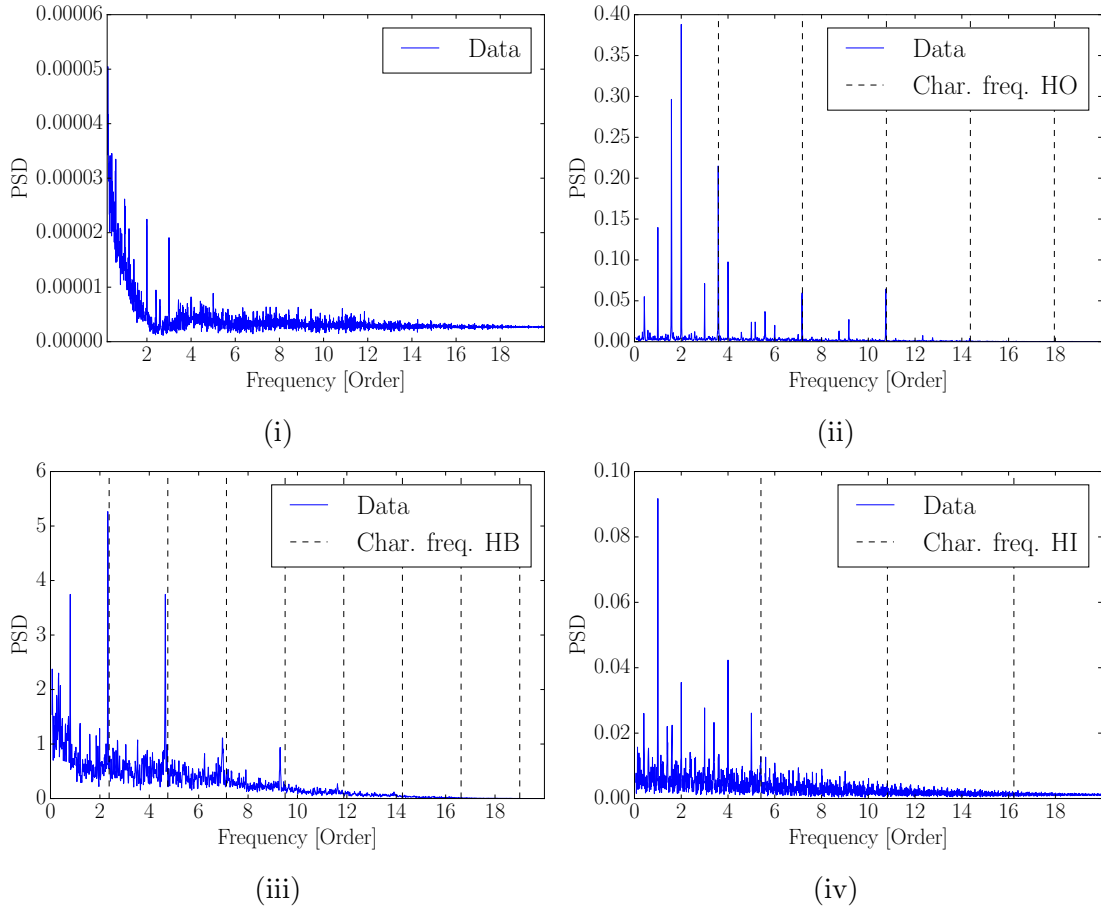 0.00006
0.00005
0.00004
0.00003
0.00002
0.00001
0.00000
PSD
2 4 6 8 10 12 14 16 18
Frequency [Order]
Data
(i)
0.40
0.35
0.30
0.25
0.20
0.15
0.10
0.05
0.00
PSD
0 2 4 6 8 10 12 14 16 18
Frequency [Order]
Data
Char. freq. HO
(ii)
6
5
4
3
2
1
0
PSD
0 2 4 6 8 10 12 14 16 18
Frequency [Order]
Data
Char. freq. HB
(iii)
0.10
0.08
0.06
0.04
0.02
0.00
PSD
0 2 4 6 8 10 12 14 16 18
Frequency [Order]
Data
Char. freq. HI
(iv)